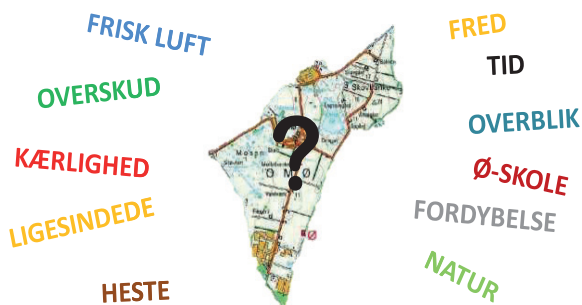 FRISK LUFT
FRED
TID
OVERSKUD
OVERBLIK
KÆRLIGHED
Ø-SKOLE
LIGESINDEDE
FORDYBELSE
NATUR
HESTE
?
OMØ